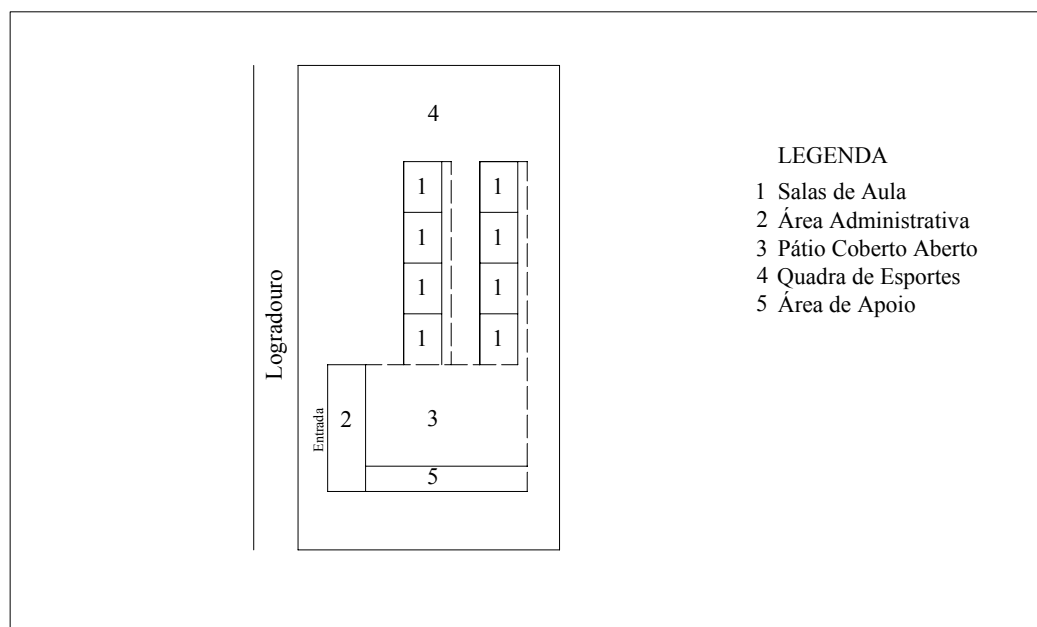 4
LEGENDA
1 Salas de Aula
2 Área Administrativa
3 Pátio Coberto Aberto
4 Quadra de Esportes
5 Área de Apoio
1 1
1 1
1 1
1 1
Logradouro
Entrada
2 3
5